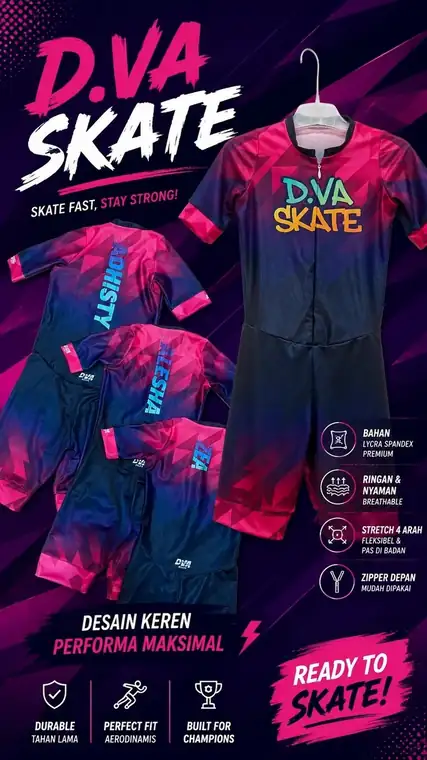 D.VA
SKATE
SKATE FAST, STAY STRONG!
D.VA
SKATE
ADHISTY
ALESHA
DVA
DVA
BAHAN
LYCRA SPANDEX
PREMIUM
RINGAN &
NYAMAN
BREATHABLE
STRETCH 4 ARAH
FLEKSIBEL &
PAS DI BADAN
ZIPPER DEPAN
MUDAH DIPAKAI
DESAIN KEREN
PERFORMA MAKSIMAL
DURABLE
TAHAN LAMA
PERFECT FIT
AERODINAMIS
BUILT FOR
CHAMPIONS
READY TO
SKATE!